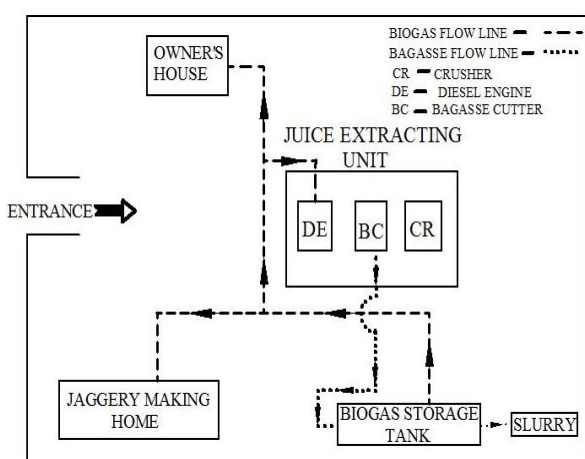 BIOGAS FLOW LINE
BAGASSE FLOW LINE
CR – CRUSHER
DE – DIESEL ENGINE
BC – BAGASSE CUTTER
OWNER'S
HOUSE
JUICE EXTRACTING
UNIT
DE
BC
CR
ENTRANCE
JAGGERY MAKING
HOME
BIOGAS STORAGE
TANK
SLURRY